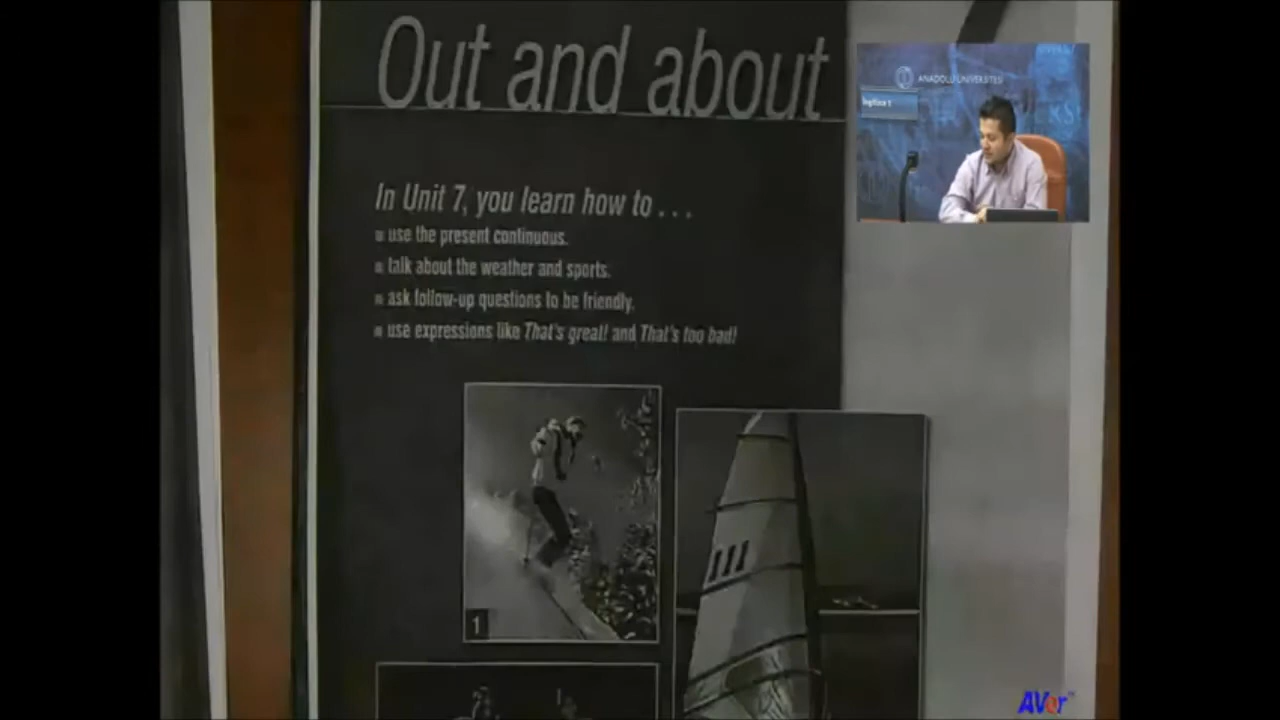 Out and about
In Unit 7, you learn how to . . .
■ use the present continuous.
■ talk about the weather and sports.
■ ask follow-up questions to be friendly.
■ use expressions like That's great! and That's too bad!
1
ANADOLU ÜNİVERSİTESİ
İngilizce 1
AVer